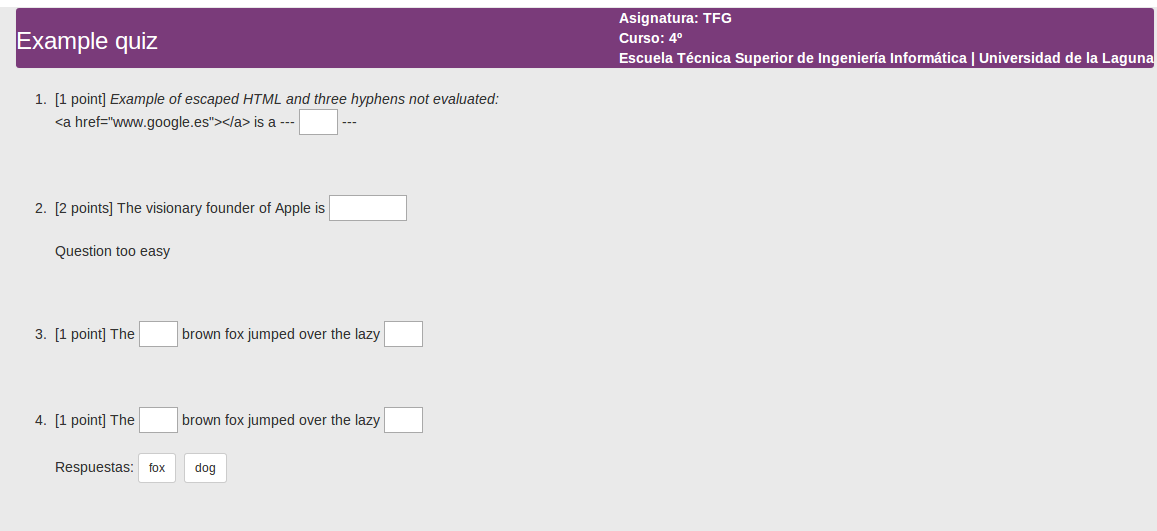 Example quiz
Asignatura: TFG
Curso: 4º
Escuela Técnica Superior de Ingeniería Informática | Universidad de la Laguna
1. [1 point] Example of escaped HTML and three hyphens not evaluated:
<a href="www.google.es"></a> is a --- ---
2. [2 points] The visionary founder of Apple is
Question too easy
3. [1 point] The brown fox jumped over the lazy
4. [1 point] The brown fox jumped over the lazy
Respuestas: fox dog